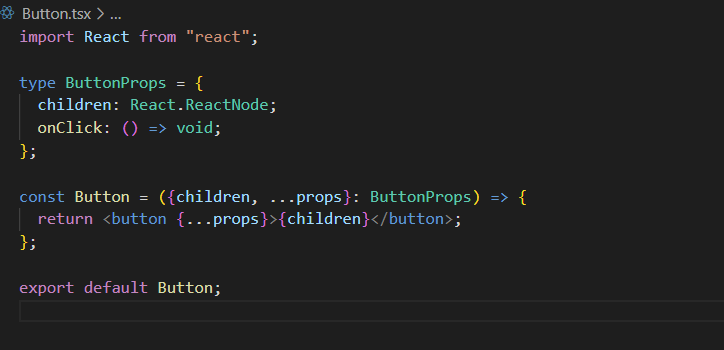 Button.tsx > ...
import React from "react";
type ButtonProps = {
  children: React.ReactNode;
  onClick: () => void;
};
const Button = ({children, ...props}: ButtonProps) => {
  return <button {...props}>{children}</button>;
};
export default Button;